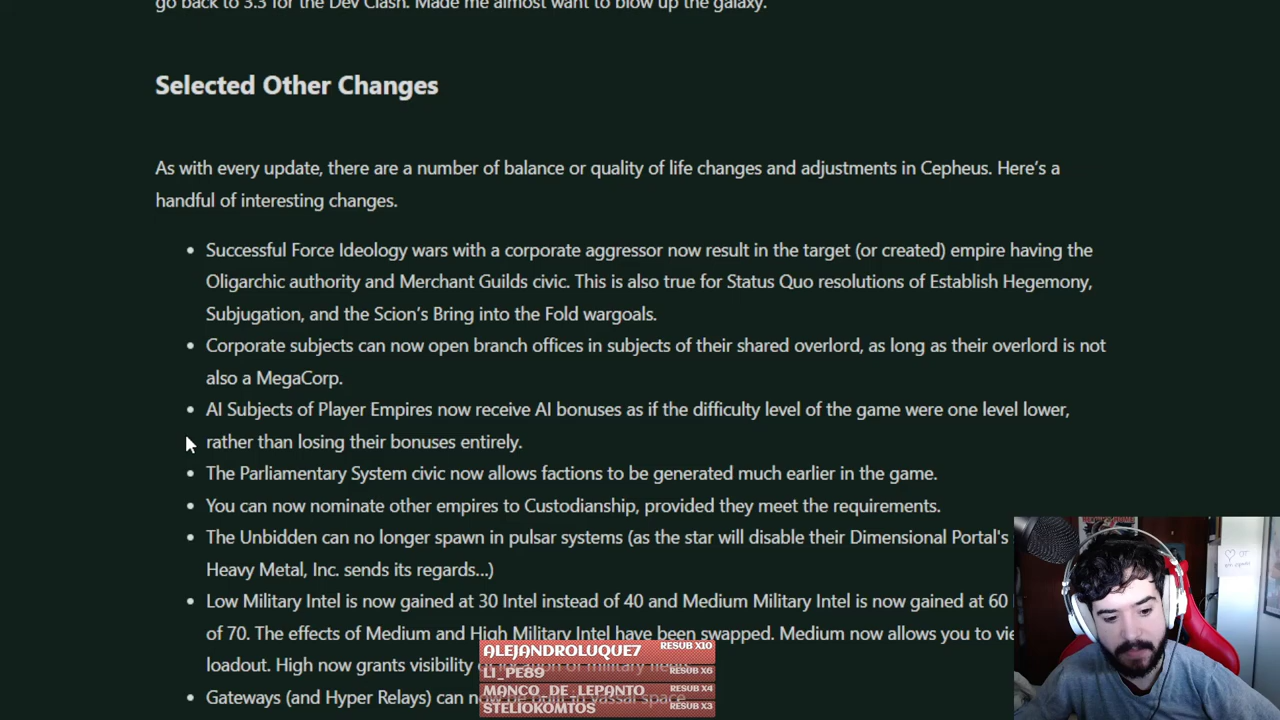 go back to 3.3 for the Dev Clash. Made me almost want to blow up the galaxy.
Selected Other Changes
As with every update, there are a number of balance or quality of life changes and adjustments in Cepheus. Here's a
handful of interesting changes.
• Successful Force Ideology wars with a corporate aggressor now result in the target (or created) empire having the
Oligarchic authority and Merchant Guilds civic. This is also true for Status Quo resolutions of Establish Hegemony,
Subjugation, and the Scion's Bring into the Fold wargoals.
• Corporate subjects can now open branch offices in subjects of their shared overlord, as long as their overlord is not
also a MegaCorp.
• AI Subjects of Player Empires now receive AI bonuses as if the difficulty level of the game were one level lower,
rather than losing their bonuses entirely.
• The Parliamentary System civic now allows factions to be generated much earlier in the game.
• You can now nominate other empires to Custodianship, provided they meet the requirements.
• The Unbidden can no longer spawn in pulsar systems (as the star will disable their Dimensional Portal's
Heavy Metal, Inc. sends its regards...)
• Low Military Intel is now gained at 30 Intel instead of 40 and Medium Military Intel is now gained at 60
of 70. The effects of Medium and High Military Intel have been swapped. Medium now allows you to
loadout. High now grants visibility
• Gateways (and Hyper Relays) can now be built in vassal space
ALEJANDROLUQUE7 RESUB X10
LI_PE89 RESUB X6
MANCO_DE_LEPANTO RESUB X4
STELIOKOMTOS RESUB X3